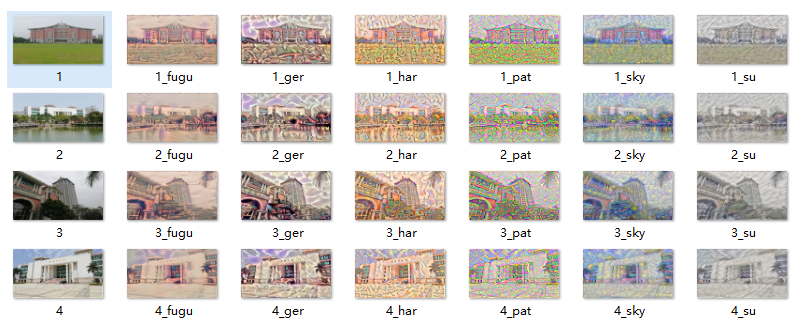 1 1_fugu 1_ger 1_har 1_pat 1_sky 1_su
2 2_fugu 2_ger 2_har 2_pat 2_sky 2_su
3 3_fugu 3_ger 3_har 3_pat 3_sky 3_su
4 4_fugu 4_ger 4_har 4_pat 4_sky 4_su